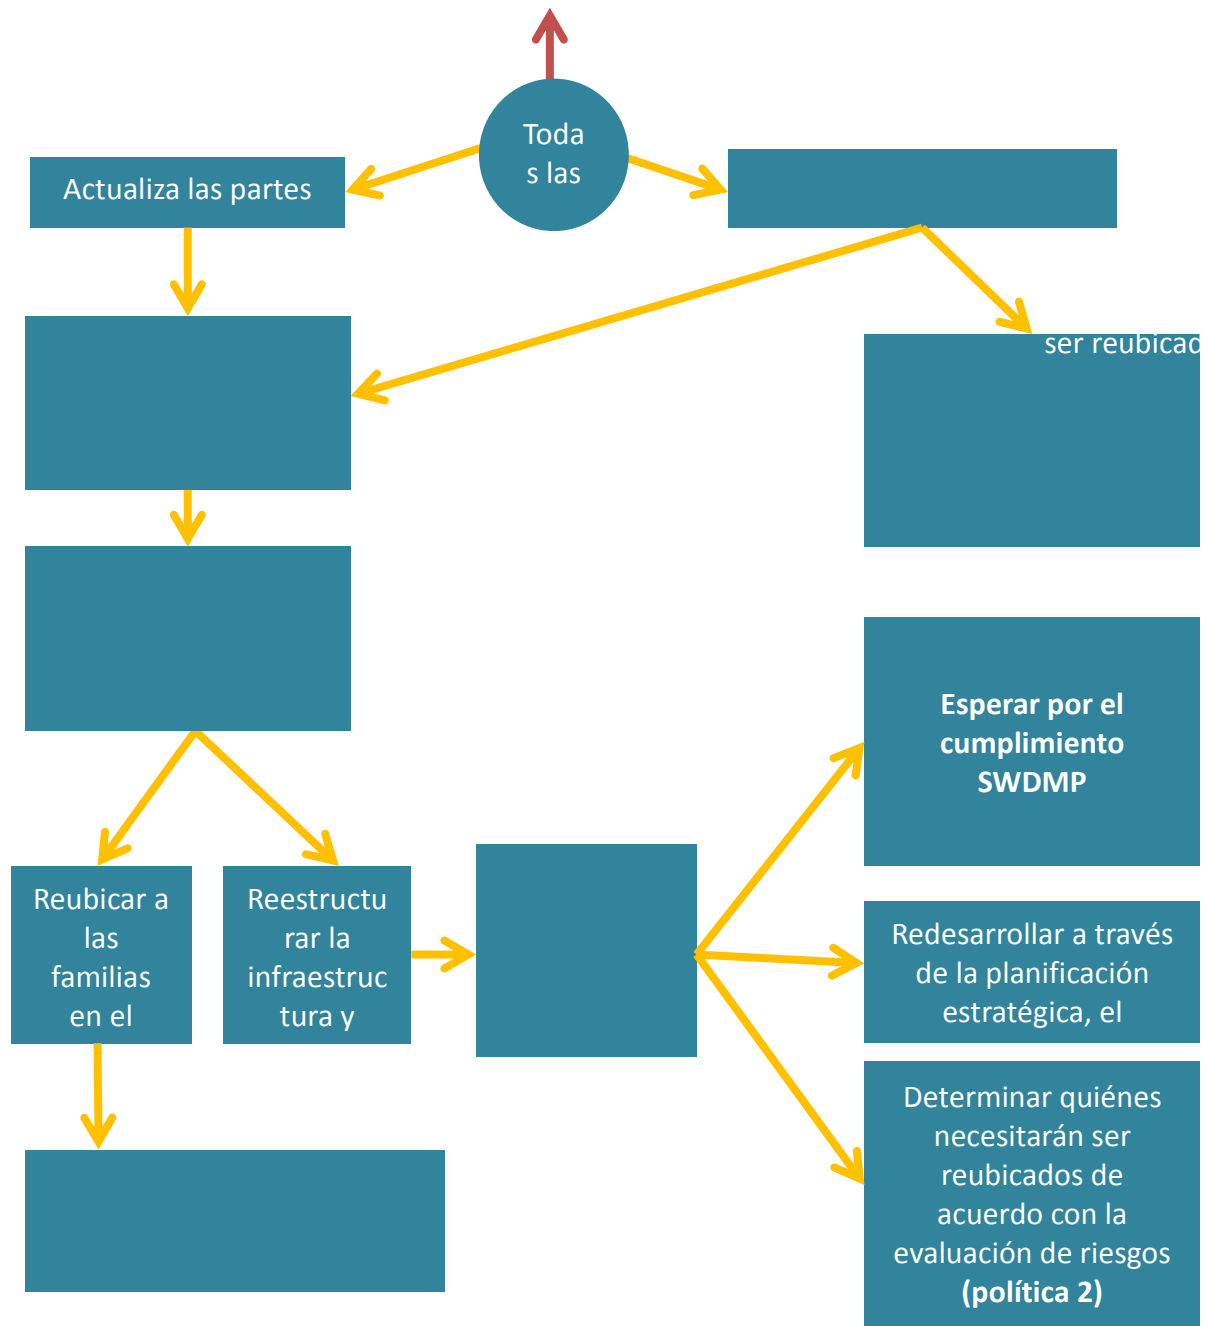 Toda
s las
Actualiza las partes
ser reubicad
Esperar por el
cumplimiento
SWDMP
Reubicar a
las
familias
en el
Reestructu
rar la
infraestruc
tura y
Redesarrollar a través
de la planificación
estratégica, el
Determinar quiénes
necesitarán ser
reubicados de
acuerdo con la
evaluación de riesgos
(política 2)